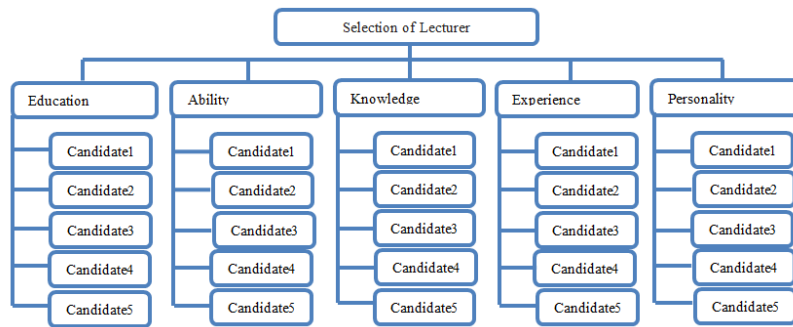 Selection of Lecturer
Education
Ability
Knowledge
Experience
Personality
Candidate1
Candidate1
Candidate1
Candidate1
Candidate1
Candidate2
Candidate2
Candidate2
Candidate2
Candidate2
Candidate3
Candidate3
Candidate3
Candidate3
Candidate3
Candidate4
Candidate4
Candidate4
Candidate4
Candidate4
Candidate5
Candidate5
Candidate5
Candidate5
Candidate5